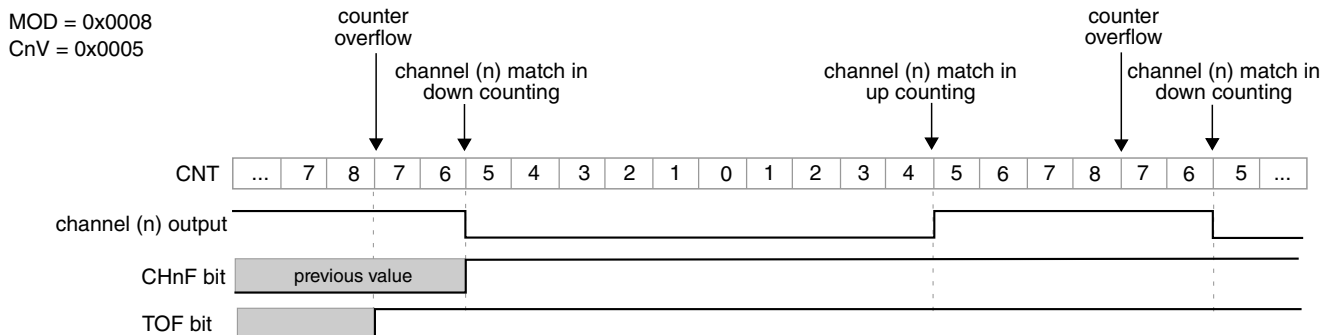 MOD = 0x0008
CnV = 0x0005
counter
overflow
channel (n) match in
down counting
channel (n) match in
up counting
counter
overflow
channel (n) match in
down counting
CNT ... 7 8 7 6 5 4 3 2 1 0 1 2 3 4 5 6 7 8 7 6 5 ...
channel (n) output
CHnF bit previous value
TOF bit